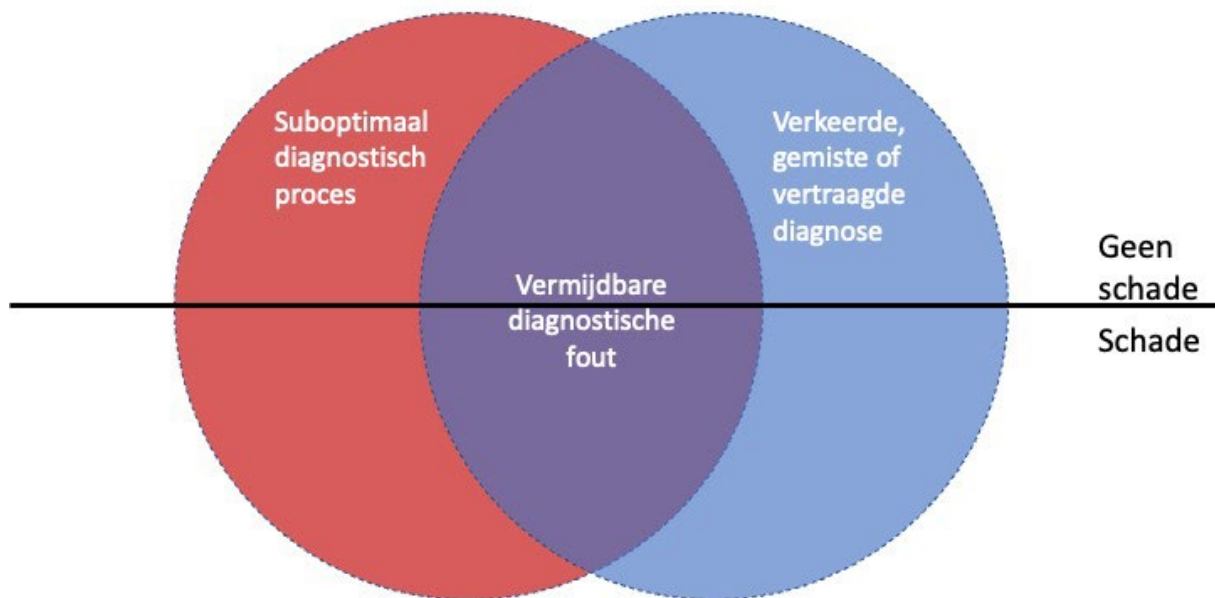 Suboptimaal
diagnostisch
proces
Verkeerde,
gemiste of
vertraagde
diagnose
Vermijdbare
diagnostische
fout
Geen
schade
Schade